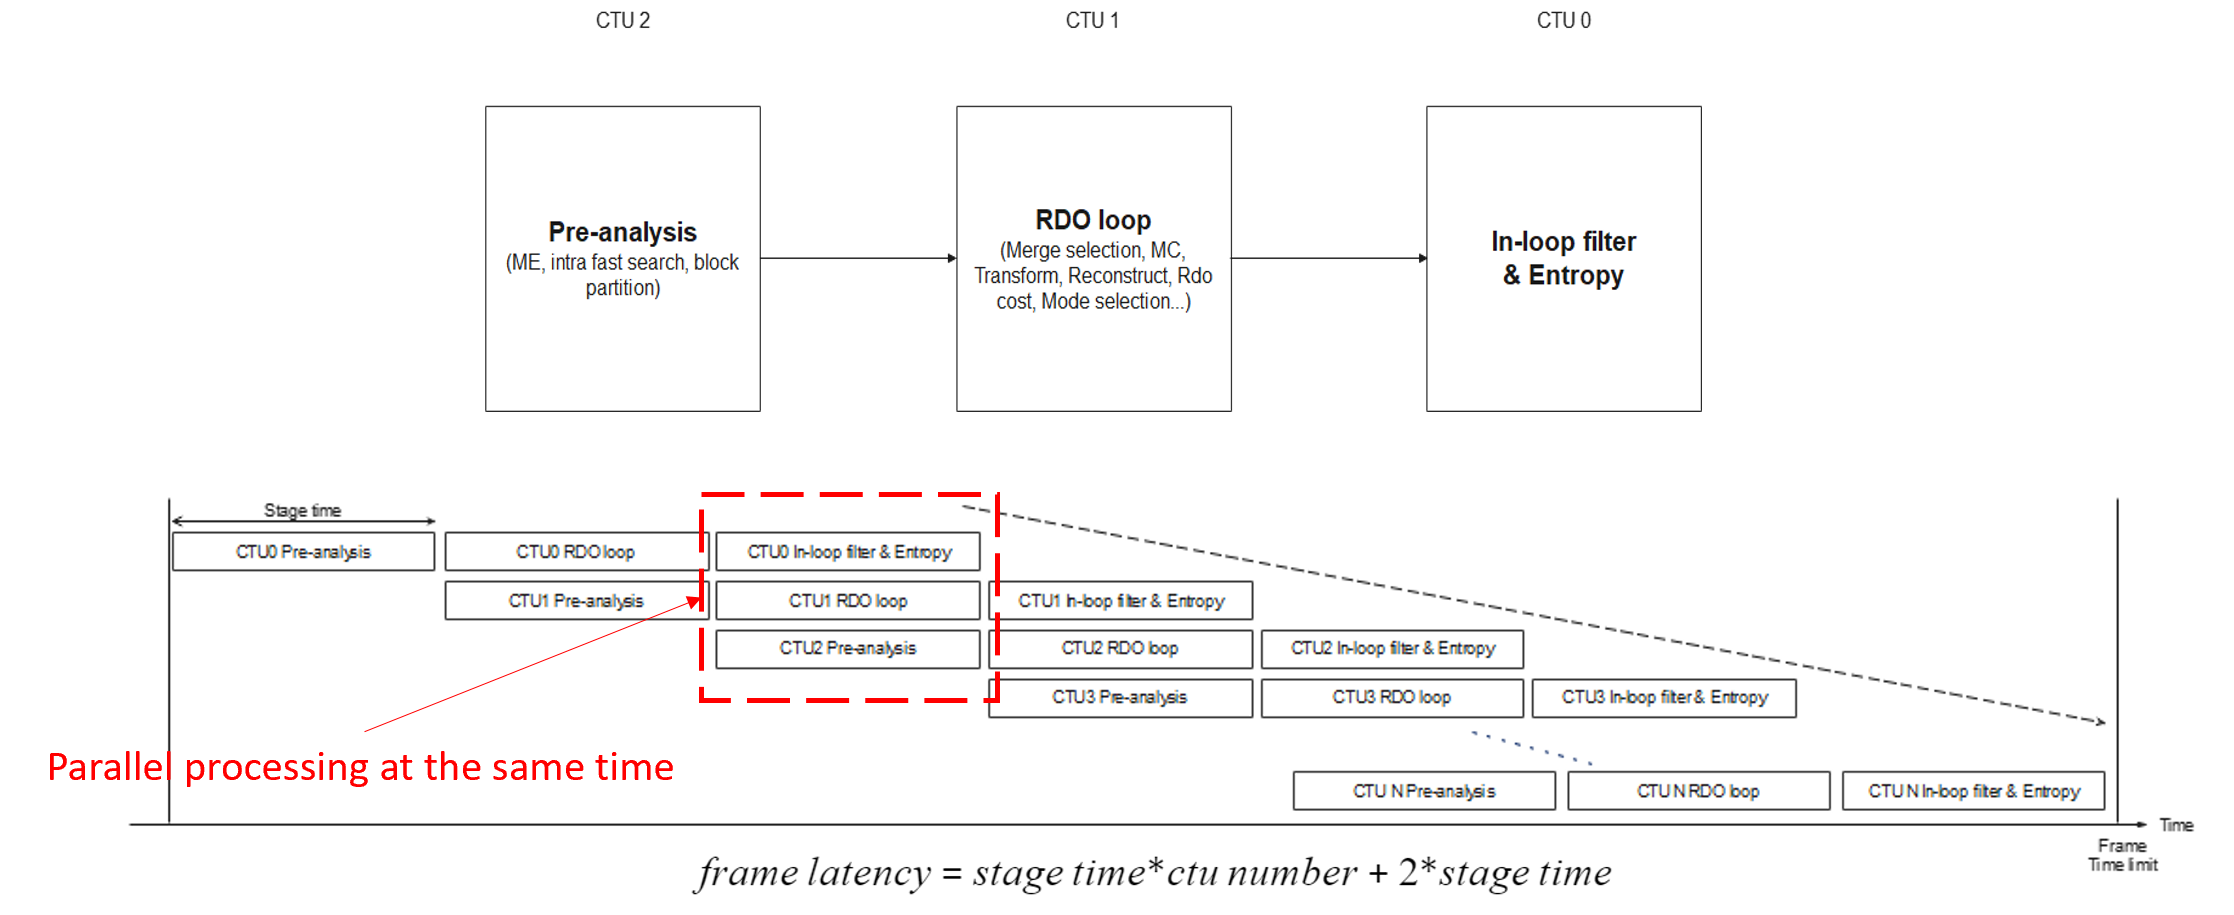 CTU 2
CTU 1
CTU 0
Pre-analysis
(ME, intra fast search, block
partition)
RDO loop
(Merge selection, MC,
Transform, Reconstruct, Rdo
cost, Mode selection...)
In-loop filter
& Entropy
Stage time
CTU0 Pre-analysis
CTU0 RDO loop
CTU0 In-loop filter & Entropy
CTU1 Pre-analysis
CTU1 RDO loop
CTU1 In-loop filter & Entropy
CTU2 Pre-analysis
CTU2 RDO loop
CTU2 In-loop filter & Entropy
CTU3 Pre-analysis
CTU3 RDO loop
CTU3 In-loop filter & Entropy
Parallel processing at the same time
CTU N Pre-analysis
CTU N RDO loop
CTU N In-loop filter & Entropy
Time
Frame
Time limit
frame latency = stage time*ctu number + 2*stage time